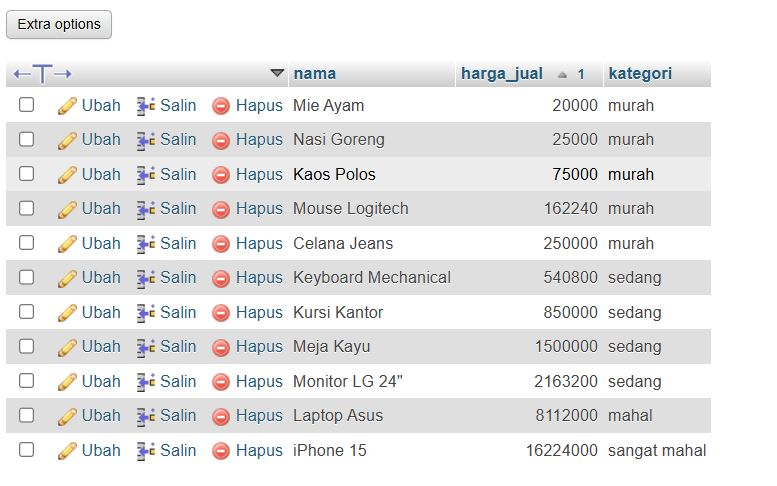 Extra options
nama harga_jual 1 kategori
Ubah Salin Hapus Mie Ayam 20000 murah
Ubah Salin Hapus Nasi Goreng 25000 murah
Ubah Salin Hapus Kaos Polos 75000 murah
Ubah Salin Hapus Mouse Logitech 162240 murah
Ubah Salin Hapus Celana Jeans 250000 murah
Ubah Salin Hapus Keyboard Mechanical 540800 sedang
Ubah Salin Hapus Kursi Kantor 850000 sedang
Ubah Salin Hapus Meja Kayu 1500000 sedang
Ubah Salin Hapus Monitor LG 24" 2163200 sedang
Ubah Salin Hapus Laptop Asus 8112000 mahal
Ubah Salin Hapus iPhone 15 16224000 sangat mahal